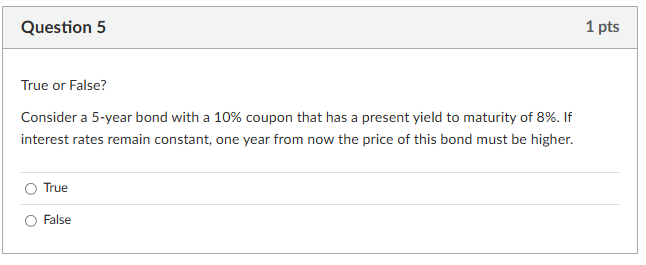 Question 5
1 pts
True or False?
Consider a 5-year bond with a 10% coupon that has a present yield to maturity of 8%. If
interest rates remain constant, one year from now the price of this bond must be higher.
True
False